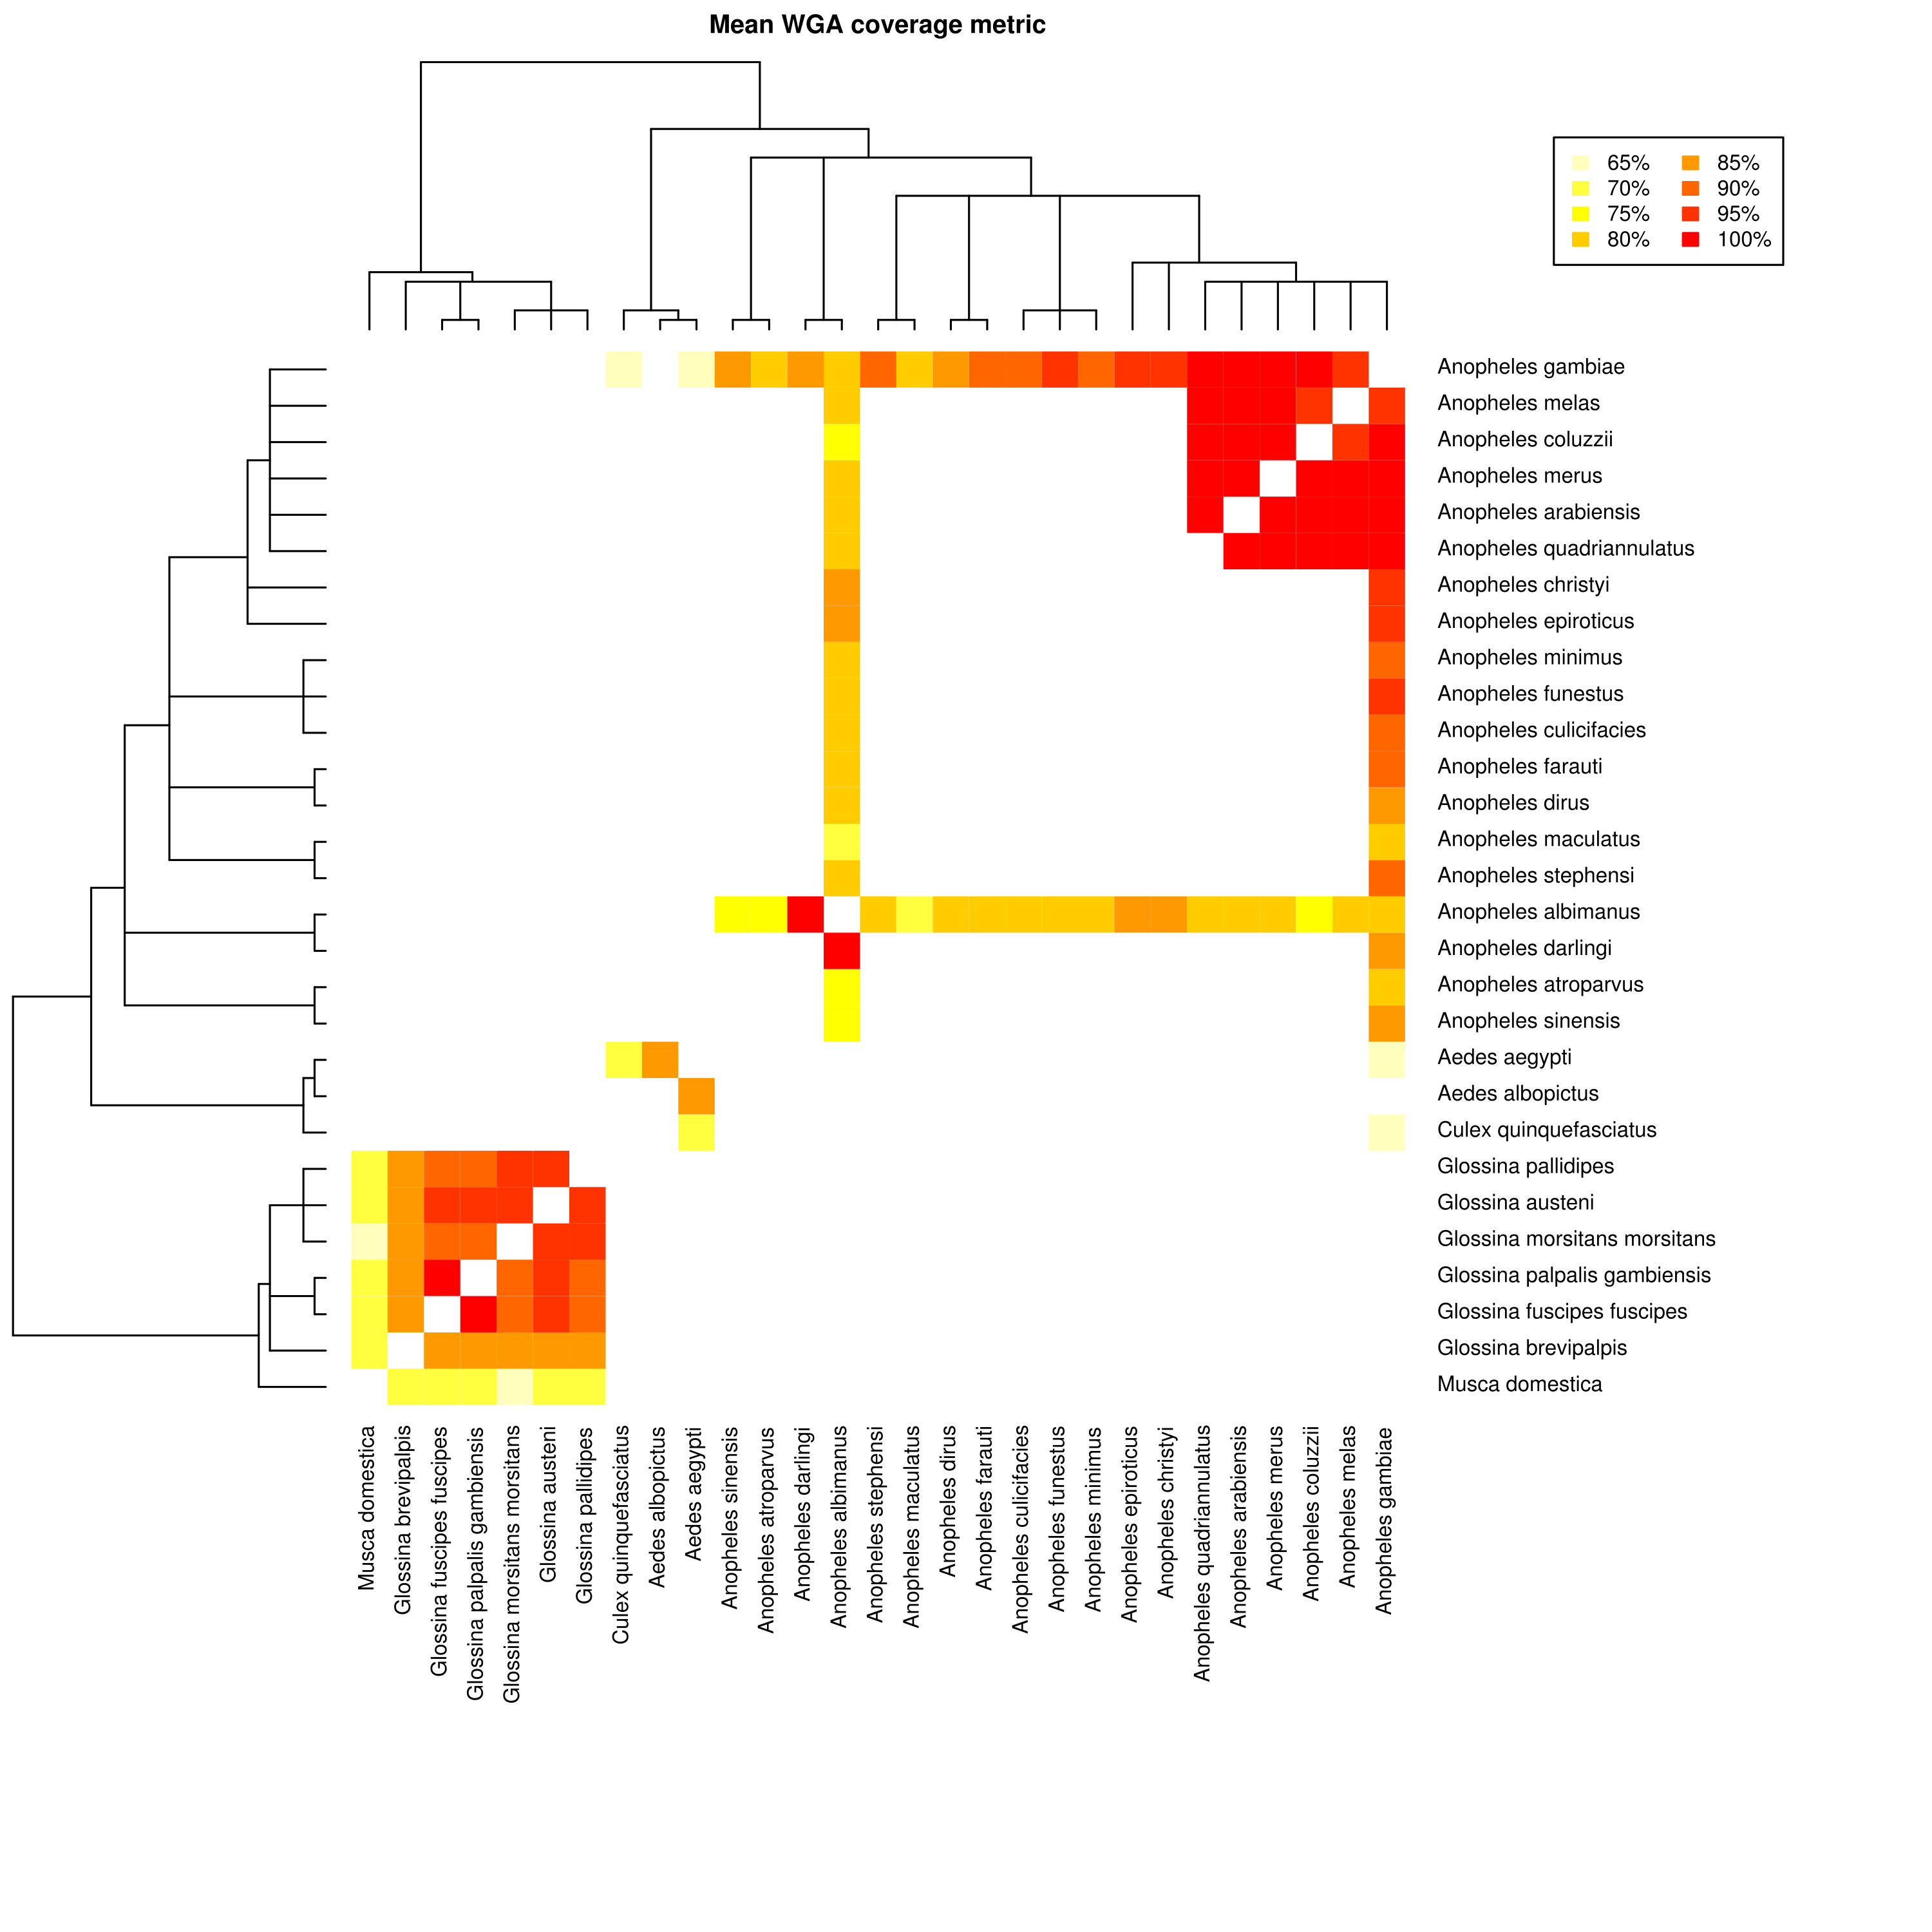 Mean WGA coverage metric
65% 85%
70% 90%
75% 95%
80% 100%
Anopheles gambiae
Anopheles melas
Anopheles coluzzii
Anopheles merus
Anopheles arabiensis
Anopheles quadriannulatus
Anopheles christyi
Anopheles epiroticus
Anopheles minimus
Anopheles funestus
Anopheles culicifacies
Anopheles farauti
Anopheles dirus
Anopheles maculatus
Anopheles stephensi
Anopheles albimanus
Anopheles darlingi
Anopheles atroparvus
Anopheles sinensis
Aedes aegypti
Aedes albopictus
Culex quinquefasciatus
Glossina pallidipes
Glossina austeni
Glossina morsitans morsitans
Glossina palpalis gambiensis
Glossina fuscipes fuscipes
Glossina brevipalpis
Musca domestica
Musca domestica
Glossina brevipalpis
Glossina fuscipes fuscipes
Glossina palpalis gambiensis
Glossina morsitans morsitans
Glossina austeni
Glossina pallidipes
Culex quinquefasciatus
Aedes albopictus
Aedes aegypti
Anopheles sinensis
Anopheles atroparvus
Anopheles darlingi
Anopheles albimanus
Anopheles stephensi
Anopheles maculatus
Anopheles dirus
Anopheles farauti
Anopheles culicifacies
Anopheles funestus
Anopheles minimus
Anopheles epiroticus
Anopheles christyi
Anopheles quadriannulatus
Anopheles arabiensis
Anopheles merus
Anopheles coluzzii
Anopheles melas
Anopheles gambiae